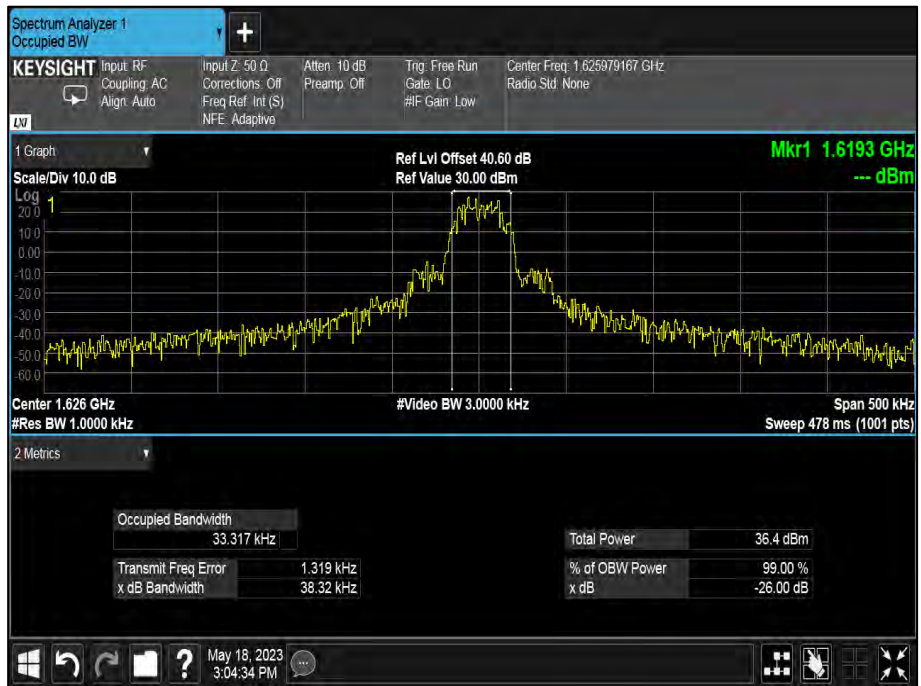 Spectrum Analyzer 1
Occupied BW
+
KEYSIGHT Input: RF Input Z: 50 Ω Atten: 10 dB Trig: Free Run Center Freq: 1.625979167 GHz
Coupling: AC Corrections: Off Preamp: Off Gate: LO Radio Std: None
Align: Auto Freq Ref: Int (S) #IF Gain: Low
LXI NFE: Adaptive
1 Graph
Ref Lvl Offset 40.60 dB Mkr1 1.6193 GHz
Scale/Div 10.0 dB Ref Value 30.00 dBm --- dBm
Log
1
20.0
10.0
0.00
-10.0
-20.0
-30.0
-40.0
-50.0
-60.0
Center 1.626 GHz #Video BW 3.0000 kHz Span 500 kHz
#Res BW 1.0000 kHz Sweep 478 ms (1001 pts)
2 Metrics
Occupied Bandwidth
33.317 kHz Total Power 36.4 dBm
Transmit Freq Error 1.319 kHz % of OBW Power 99.00 %
x dB Bandwidth 38.32 kHz x dB -26.00 dB
? May 18, 2023
3:04:34 PM